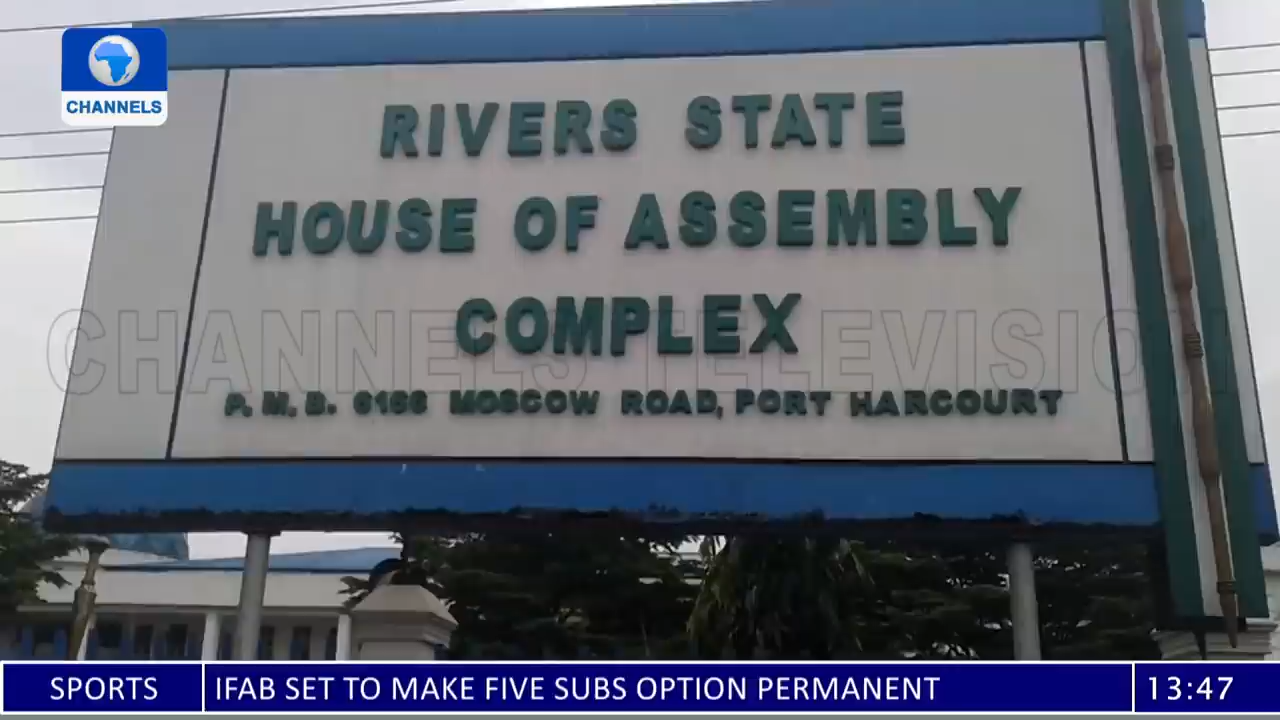 CHANNELS
RIVERS STATE
HOUSE OF ASSEMBLY
COMPLEX
CHANNELS TELEVISION
P. M. B. 6166 MOSCOW ROAD, PORT HARCOURT
SPORTS
IFAB SET TO MAKE FIVE SUBS OPTION PERMANENT
13:47